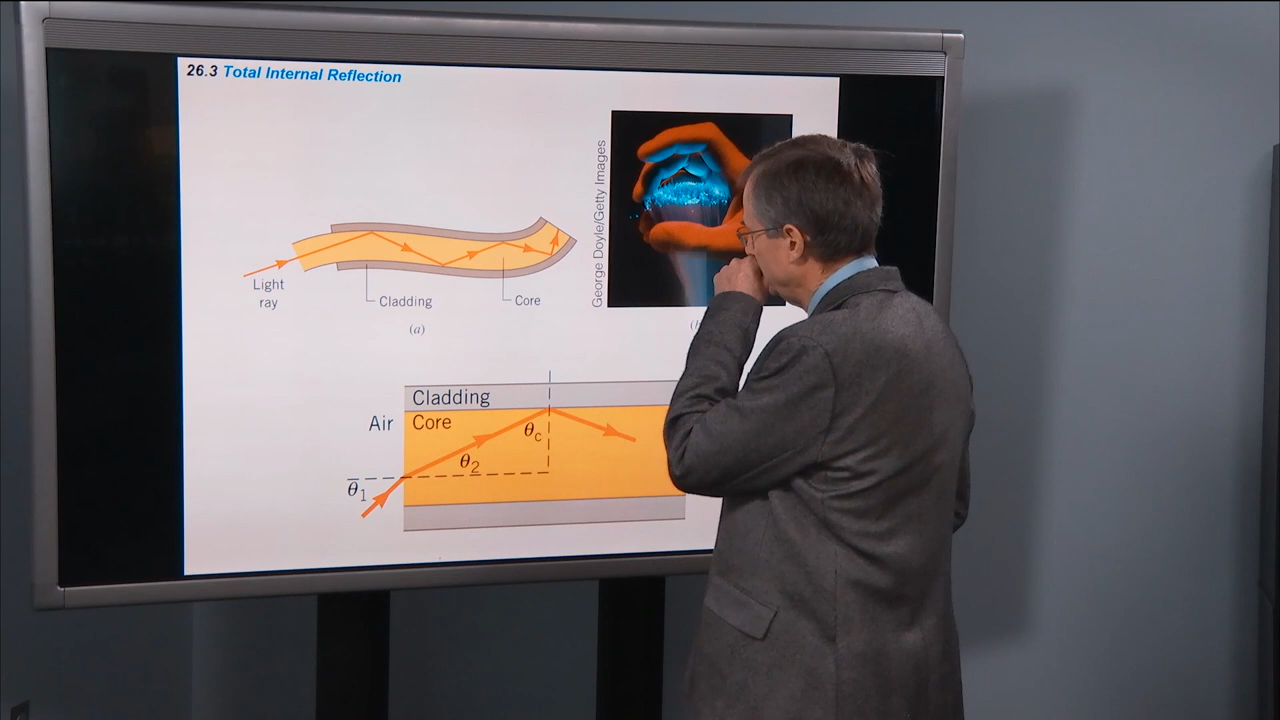 26.3 Total Internal Reflection
George Doyle/Getty Images
Light
ray
Cladding
Core
(a)
Cladding
Air
Core
θc
θ2
θ1